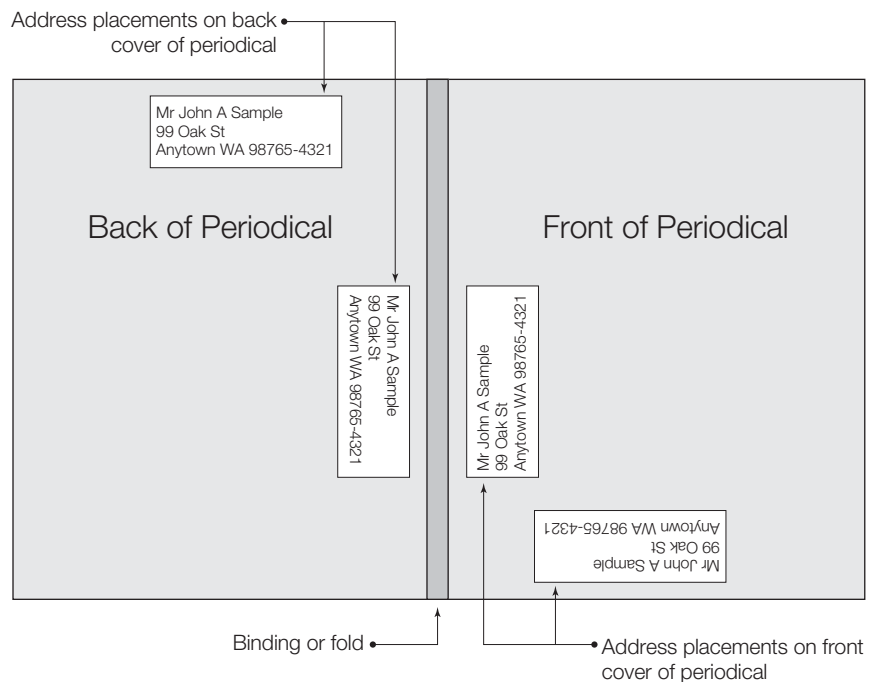 Address placements on back
cover of periodical
Mr John A Sample
99 Oak St
Anytown WA 98765-4321
Back of Periodical
Front of Periodical
Mr John A Sample
99 Oak St
Anytown WA 98765-4321
Mr John A Sample
99 Oak St
Anytown WA 98765-4321
Mr John A Sample
99 Oak St
Anytown WA 98765-4321
Binding or fold
Address placements on front
cover of periodical